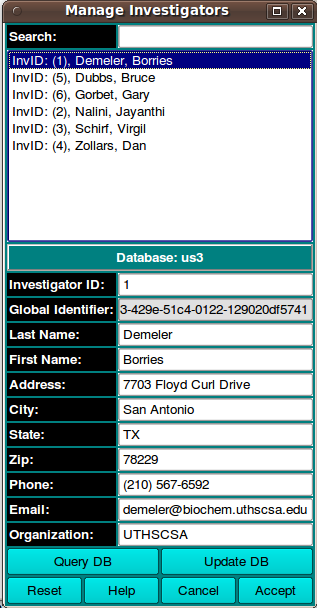 Manage Investigators
Search:
InvID: (1), Demeler, Borries
InvID: (5), Dubbs, Bruce
InvID: (6), Gorbet, Gary
InvID: (2), Nalini, Jayanthi
InvID: (3), Schirf, Virgil
InvID: (4), Zollars, Dan
Database: us3
Investigator ID: 1
Global Identifier: 3-429e-51c4-0122-129020df5741
Last Name: Demeler
First Name: Borries
Address: 7703 Floyd Curl Drive
City: San Antonio
State: TX
Zip: 78229
Phone: (210) 567-6592
Email: demeler@biochem.uthscsa.edu
Organization: UTHSCSA
Query DB Update DB
Reset Help Cancel Accept